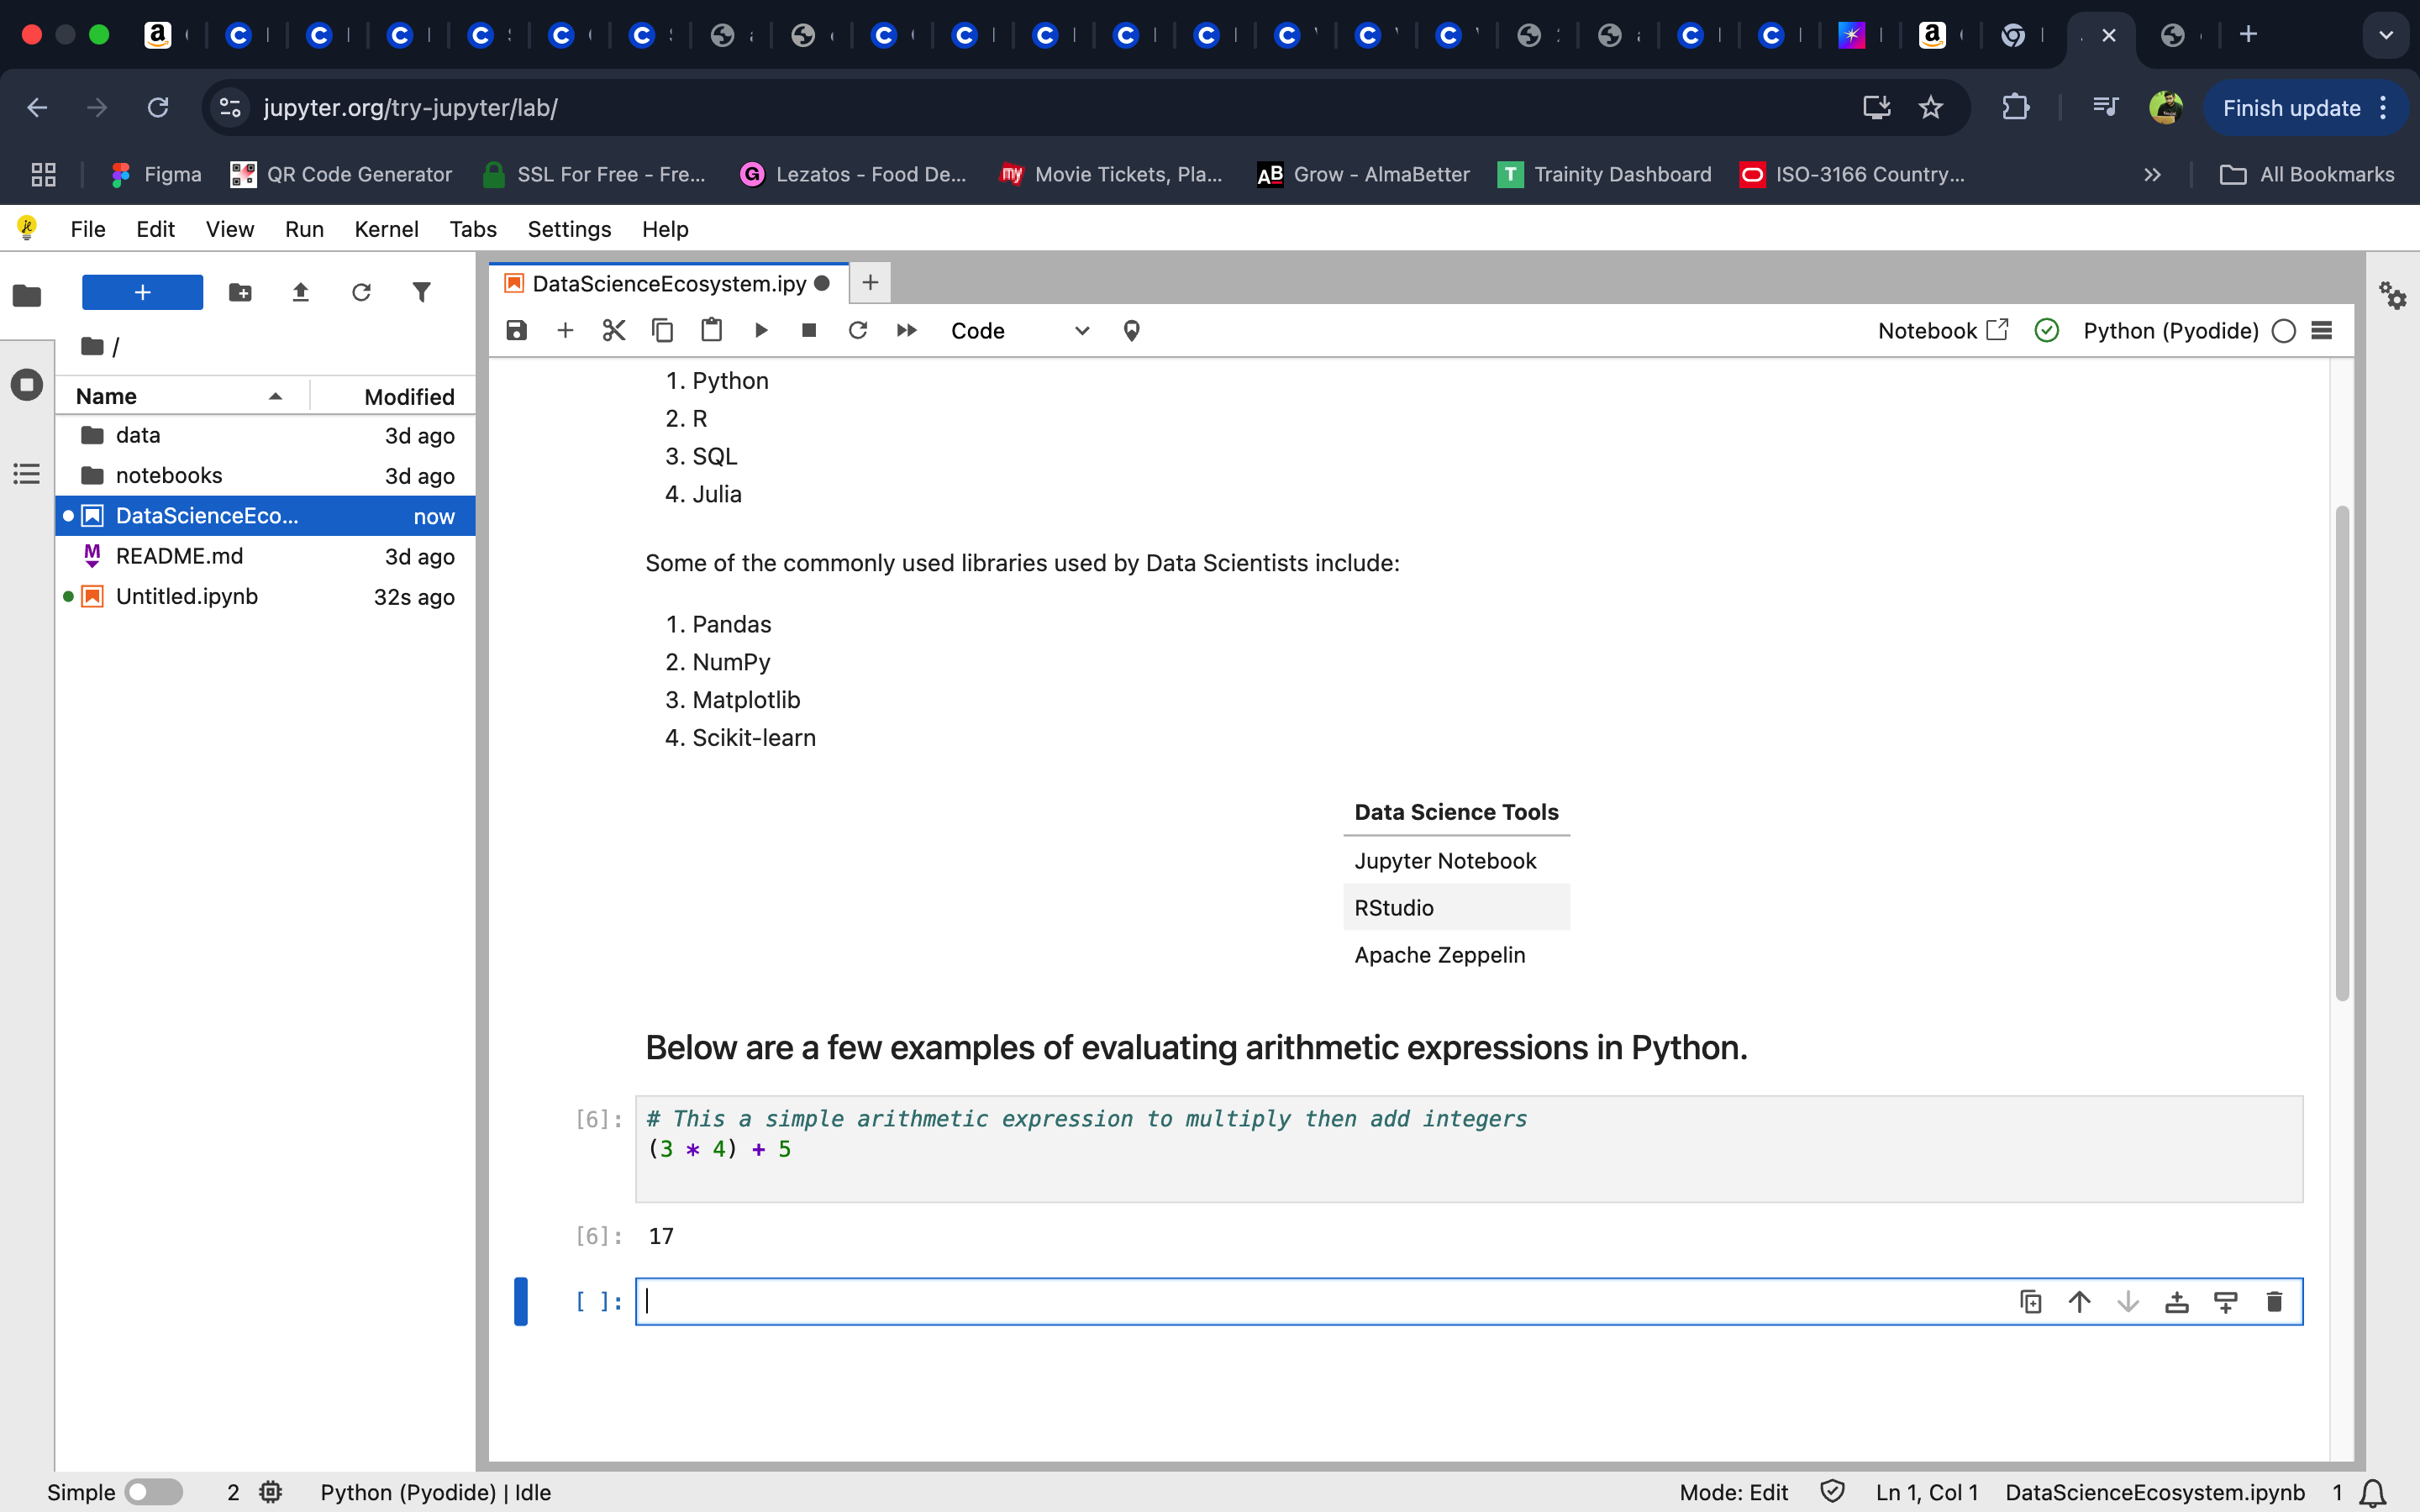 jupyter.org/try-jupyter/lab/
Finish update
Figma
QR Code Generator
SSL For Free - Fre...
Lezatos - Food De...
my
Movie Tickets, Pla...
AB
Grow - AlmaBetter
T
Trainity Dashboard
ISO-3166 Country...
All Bookmarks
File Edit View Run Kernel Tabs Settings Help
DataScienceEcosystem.ipy
Code
Notebook
Python (Pyodide)
/
Name Modified
data 3d ago
notebooks 3d ago
DataScienceEco... now
README.md 3d ago
Untitled.ipynb 32s ago
1. Python
2. R
3. SQL
4. Julia
Some of the commonly used libraries used by Data Scientists include:
1. Pandas
2. NumPy
3. Matplotlib
4. Scikit-learn
Data Science Tools
Jupyter Notebook
RStudio
Apache Zeppelin
Below are a few examples of evaluating arithmetic expressions in Python.
[6]: # This a simple arithmetic expression to multiply then add integers
(3 * 4) + 5
[6]: 17
[ ]:
Simple 2 Python (Pyodide) | Idle Mode: Edit Ln 1, Col 1 DataScienceEcosystem.ipynb 1